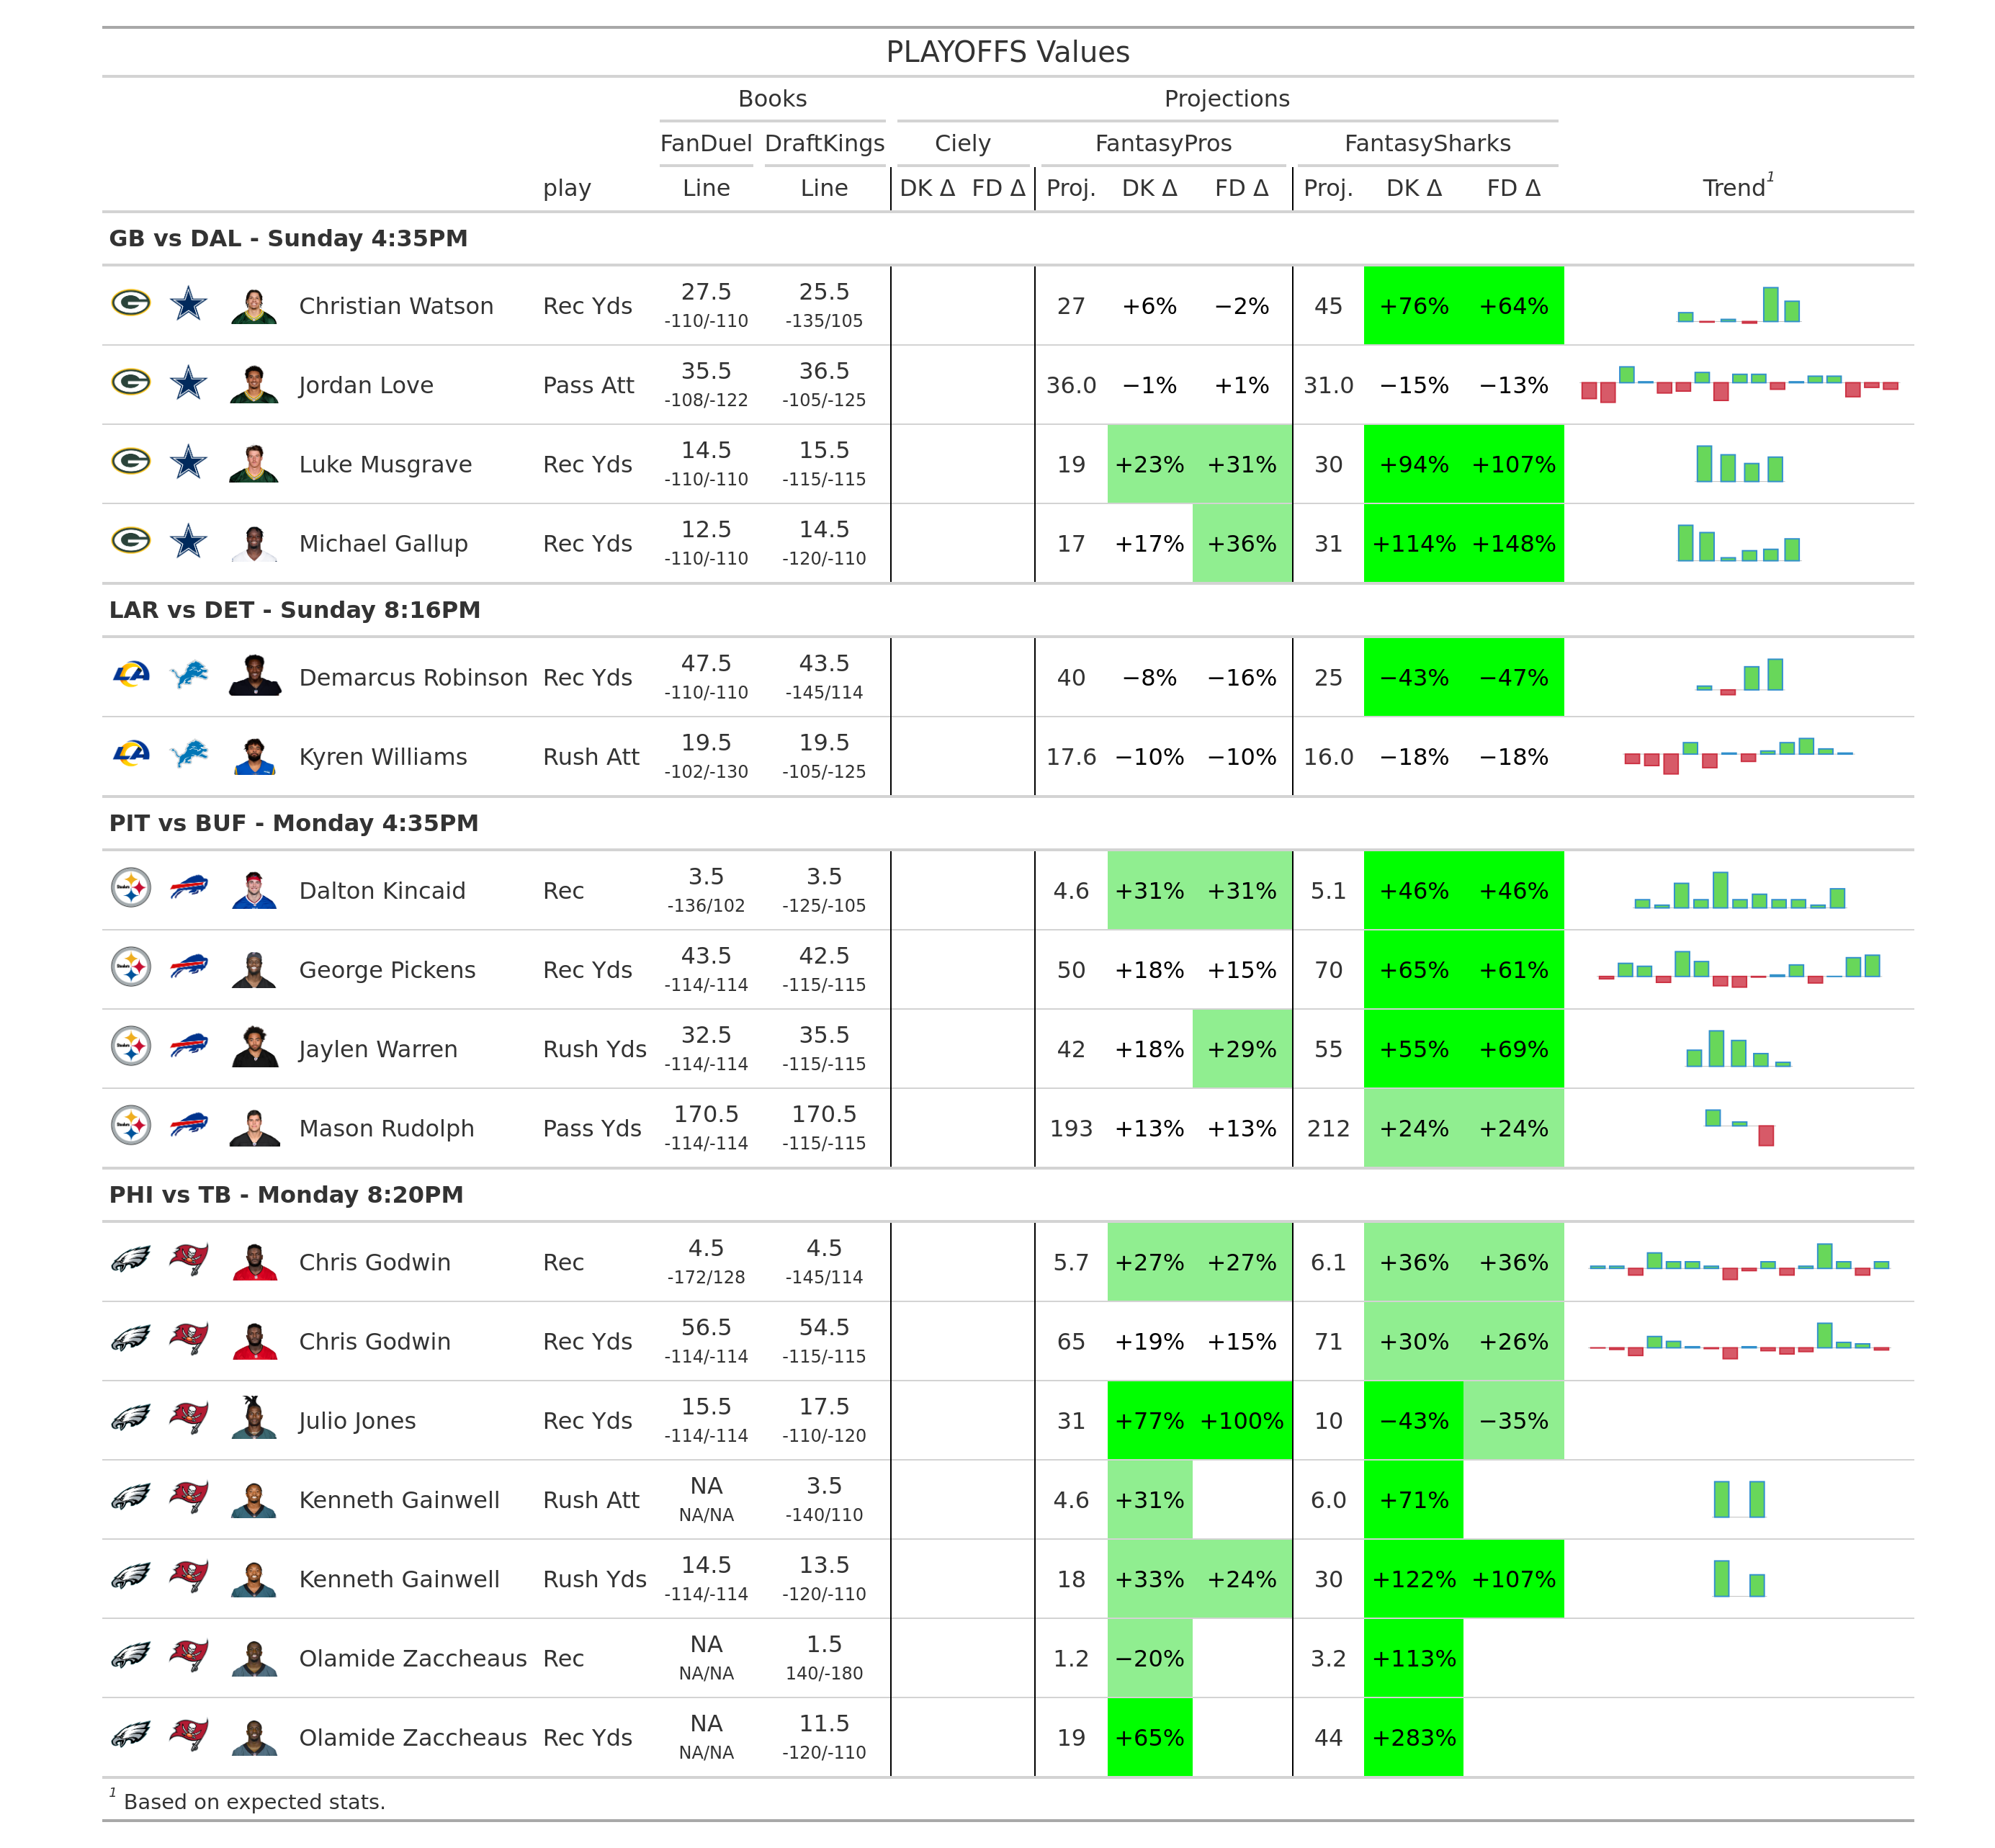 PLAYOFFS Values
Books Projections
FanDuel DraftKings Ciely FantasyPros FantasySharks
play Line Line DK Δ FD Δ Proj. DK Δ FD Δ Proj. DK Δ FD Δ Trend1
GB vs DAL - Sunday 4:35PM
Christian Watson Rec Yds 27.5 25.5 27 +6% −2% 45 +76% +64%
-110/-110 -135/105
Jordan Love Pass Att 35.5 36.5 36.0 −1% +1% 31.0 −15% −13%
-108/-122 -105/-125
Luke Musgrave Rec Yds 14.5 15.5 19 +23% +31% 30 +94% +107%
-110/-110 -115/-115
Michael Gallup Rec Yds 12.5 14.5 17 +17% +36% 31 +114% +148%
-110/-110 -120/-110
LAR vs DET - Sunday 8:16PM
Demarcus Robinson Rec Yds 47.5 43.5 40 −8% −16% 25 −43% −47%
-110/-110 -145/114
Kyren Williams Rush Att 19.5 19.5 17.6 −10% −10% 16.0 −18% −18%
-102/-130 -105/-125
PIT vs BUF - Monday 4:35PM
Dalton Kincaid Rec 3.5 3.5 4.6 +31% +31% 5.1 +46% +46%
-136/102 -125/-105
George Pickens Rec Yds 43.5 42.5 50 +18% +15% 70 +65% +61%
-114/-114 -115/-115
Jaylen Warren Rush Yds 32.5 35.5 42 +18% +29% 55 +55% +69%
-114/-114 -115/-115
Mason Rudolph Pass Yds 170.5 170.5 193 +13% +13% 212 +24% +24%
-114/-114 -115/-115
PHI vs TB - Monday 8:20PM
Chris Godwin Rec 4.5 4.5 5.7 +27% +27% 6.1 +36% +36%
-172/128 -145/114
Chris Godwin Rec Yds 56.5 54.5 65 +19% +15% 71 +30% +26%
-114/-114 -115/-115
Julio Jones Rec Yds 15.5 17.5 31 +77% +100% 10 −43% −35%
-114/-114 -110/-120
Kenneth Gainwell Rush Att NA 3.5 4.6 +31% 6.0 +71%
NA/NA -140/110
Kenneth Gainwell Rush Yds 14.5 13.5 18 +33% +24% 30 +122% +107%
-114/-114 -120/-110
Olamide Zaccheaus Rec NA 1.5 1.2 −20% 3.2 +113%
NA/NA 140/-180
Olamide Zaccheaus Rec Yds NA 11.5 19 +65% 44 +283%
NA/NA -120/-110
1 Based on expected stats.